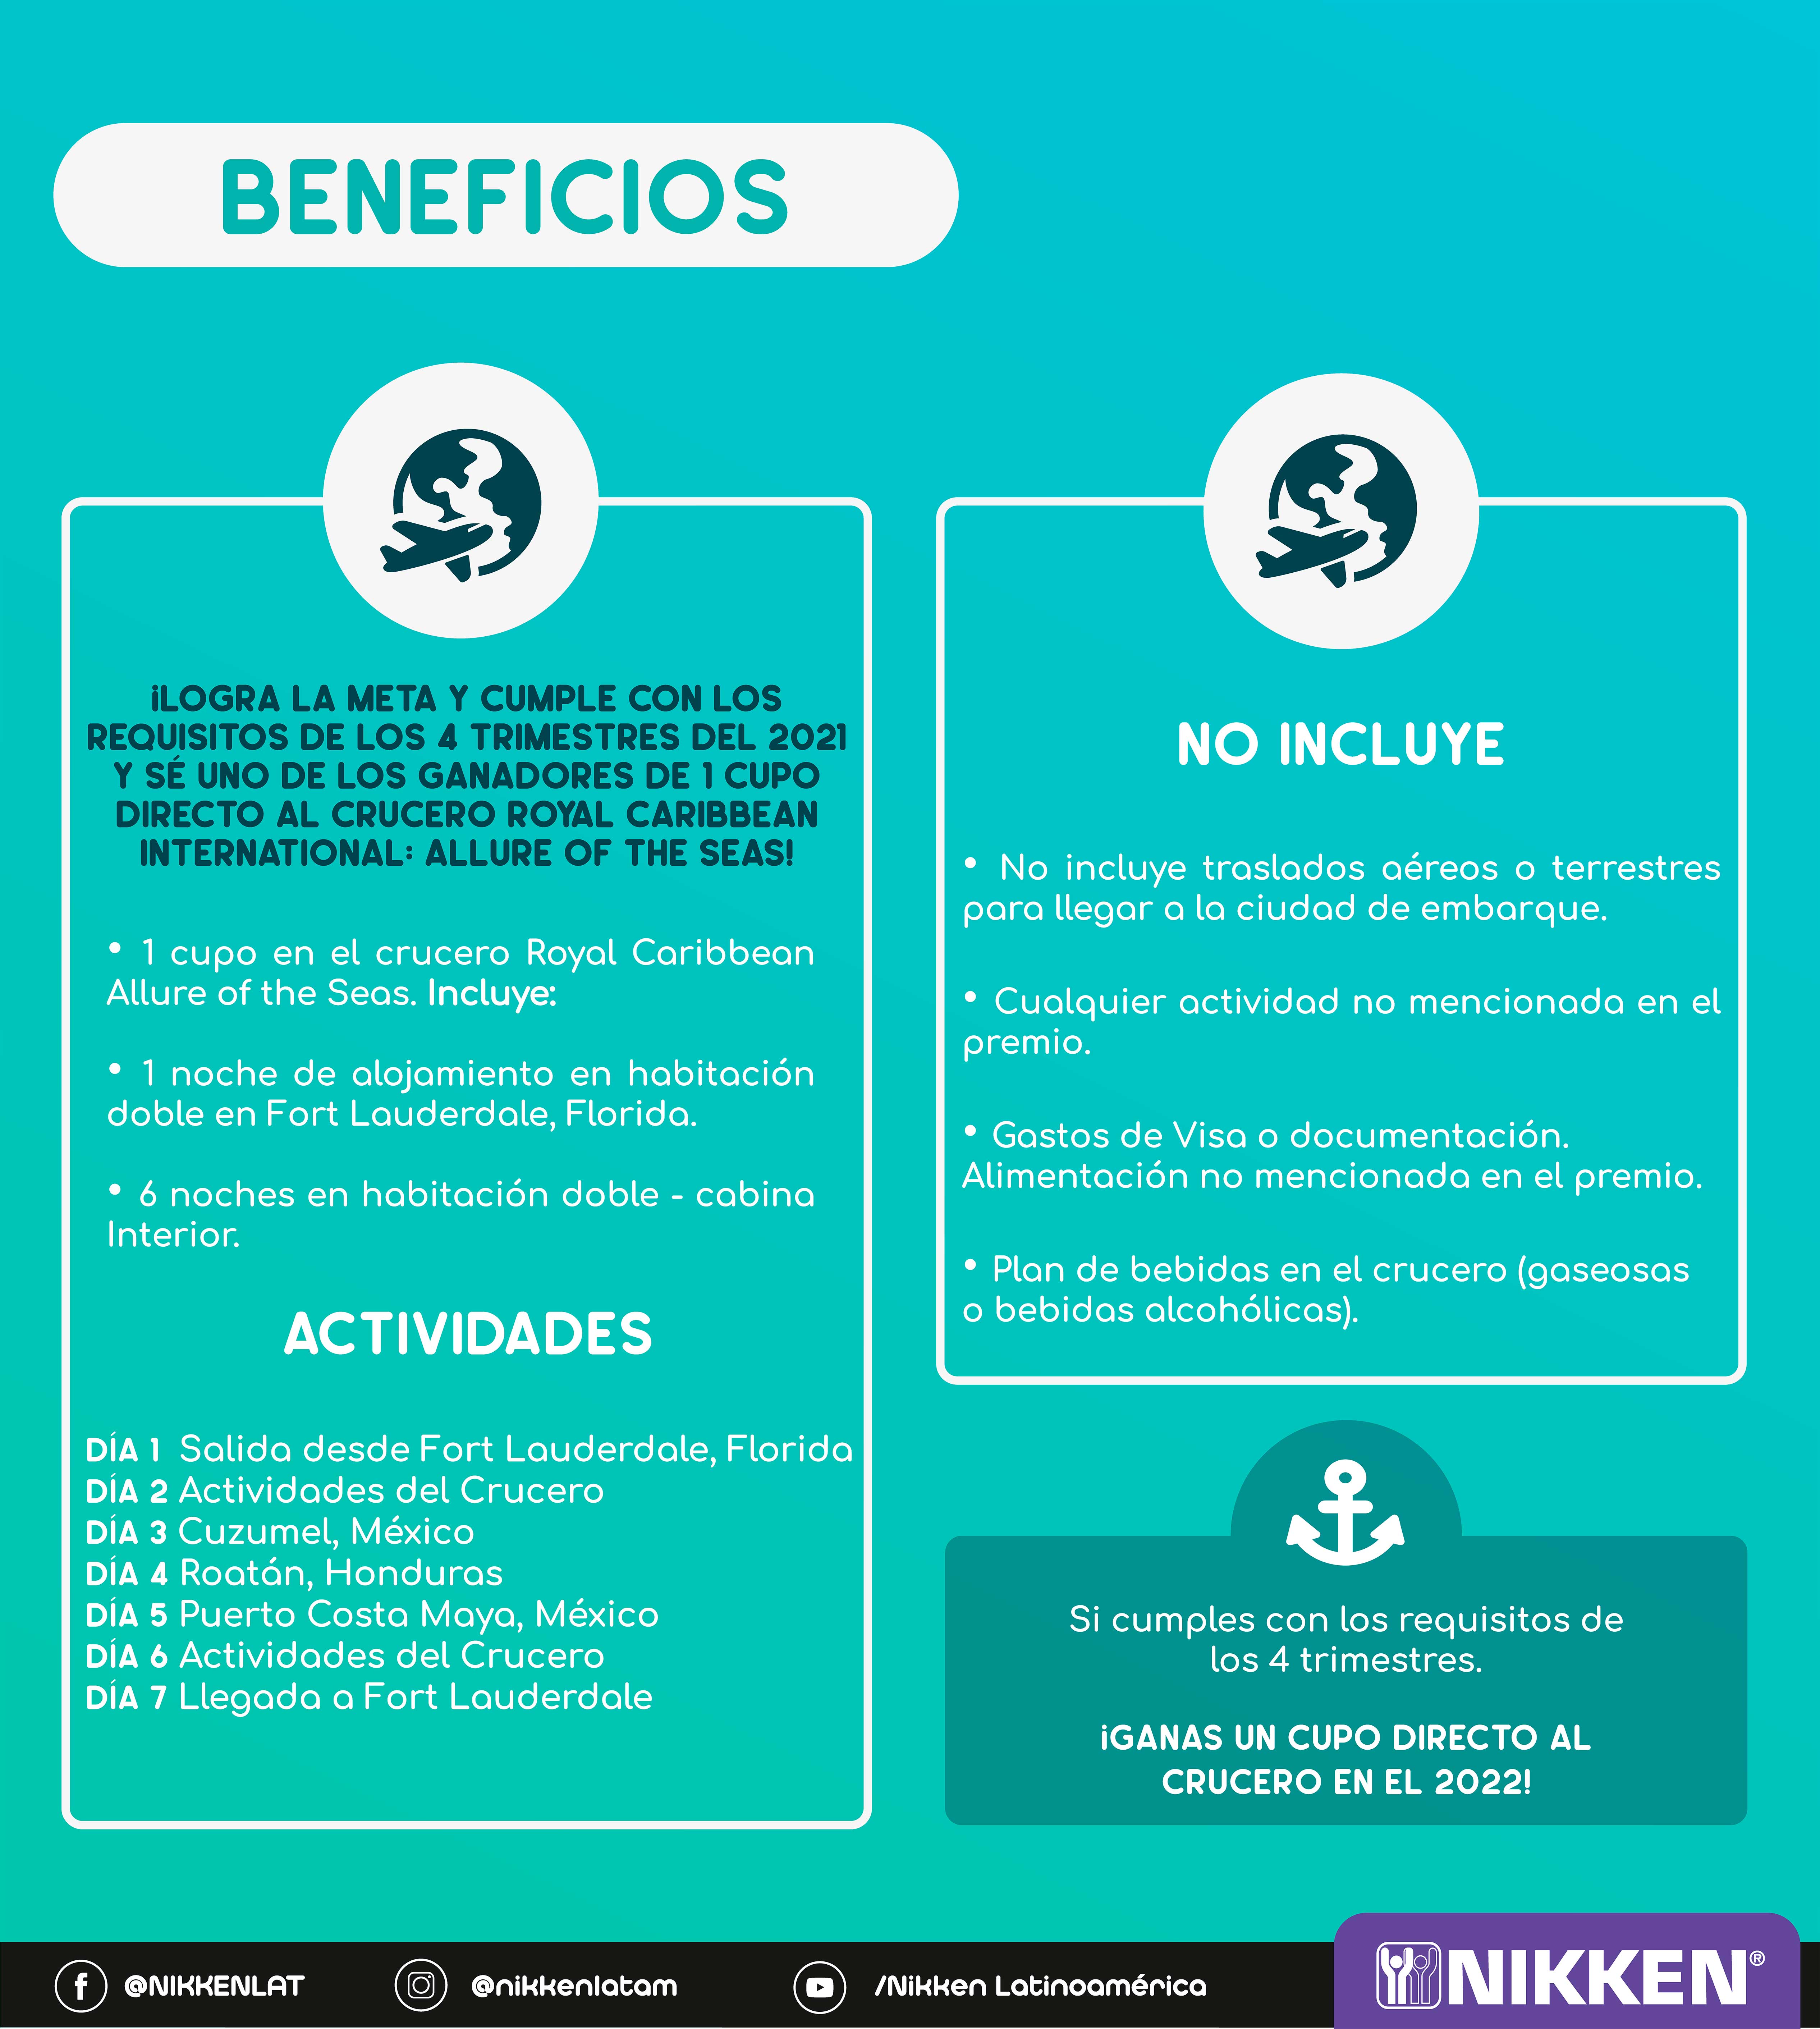 BENEFICIOS
¡LOGRA LA META Y CUMPLE CON LOS
REQUISITOS DE LOS 4 TRIMESTRES DEL 2021
Y SÉ UNO DE LOS GANADORES DE 1 CUPO
DIRECTO AL CRUCERO ROYAL CARIBBEAN
INTERNATIONAL: ALLURE OF THE SEAS!
• 1 cupo en el crucero Royal Caribbean
Allure of the Seas. Incluye:
• 1 noche de alojamiento en habitación
doble en Fort Lauderdale, Florida.
• 6 noches en habitación doble - cabina
Interior.
ACTIVIDADES
DÍA 1 Salida desde Fort Lauderdale, Florida
DÍA 2 Actividades del Crucero
DÍA 3 Cuzumel, México
DÍA 4 Roatán, Honduras
DÍA 5 Puerto Costa Maya, México
DÍA 6 Actividades del Crucero
DÍA 7 Llegada a Fort Lauderdale
NO INCLUYE
• No incluye traslados aéreos o terrestres
para llegar a la ciudad de embarque.
• Cualquier actividad no mencionada en el
premio.
• Gastos de Visa o documentación.
Alimentación no mencionada en el premio.
• Plan de bebidas en el crucero (gaseosas
o bebidas alcohólicas).
Si cumples con los requisitos de
los 4 trimestres.
¡GANAS UN CUPO DIRECTO AL
CRUCERO EN EL 2022!
@NIKKENLAT
@nikkenlatam
/Nikken Latinoamérica
NIKKEN®